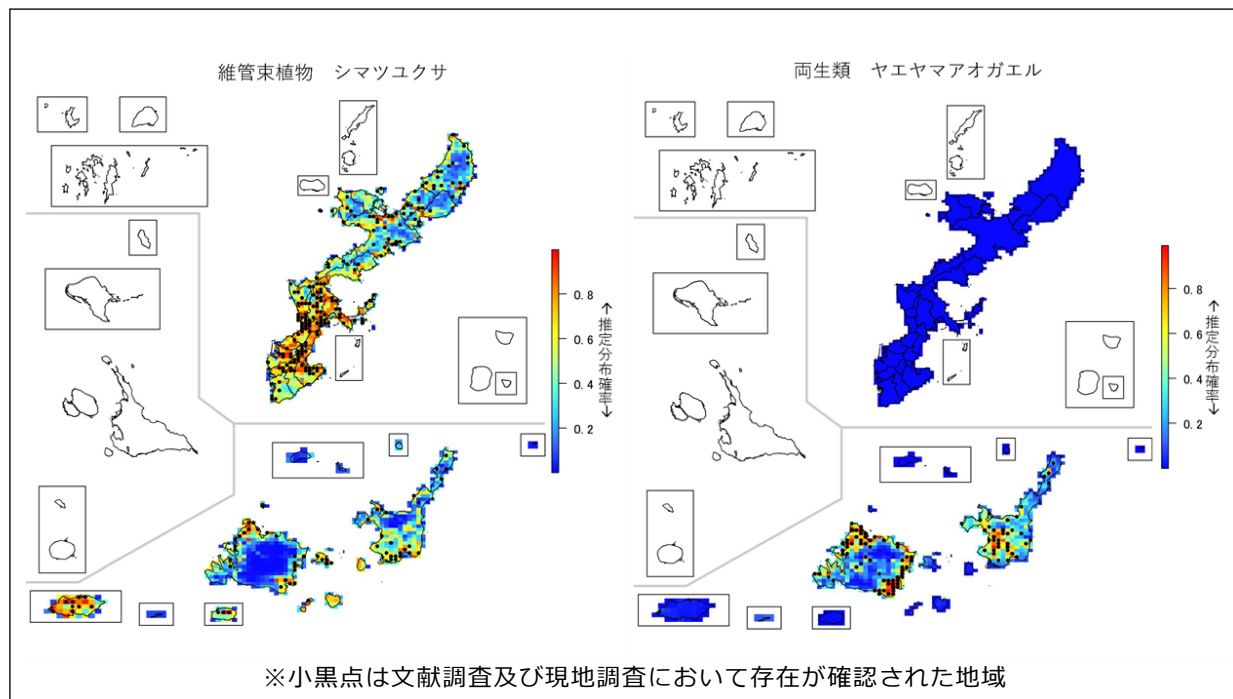 維管束植物　シマツユクサ
0.8
0.6
0.4
0.2
↑推定分布確率↓
両生類　ヤエヤマアオガエル
0.8
0.6
0.4
0.2
↑推定分布確率↓
※小黒点は文献調査及び現地調査において存在が確認された地域